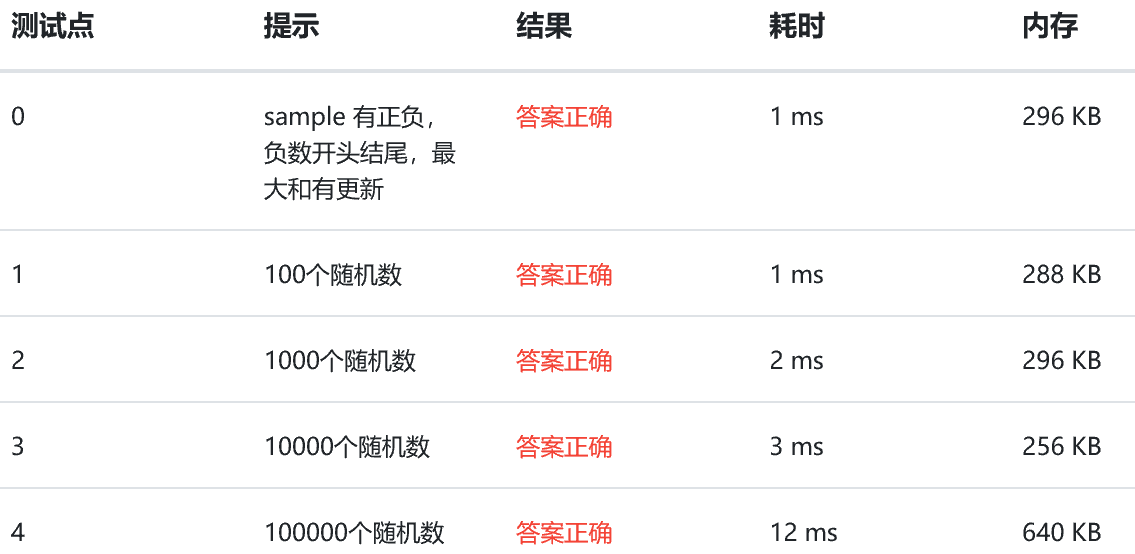 测试点 提示 结果 耗时 内存
0 sample 有正负， 答案正确 1 ms 296 KB
负数开头结尾，最
大和有更新
1 100个随机数 答案正确 1 ms 288 KB
2 1000个随机数 答案正确 2 ms 296 KB
3 10000个随机数 答案正确 3 ms 256 KB
4 100000个随机数 答案正确 12 ms 640 KB